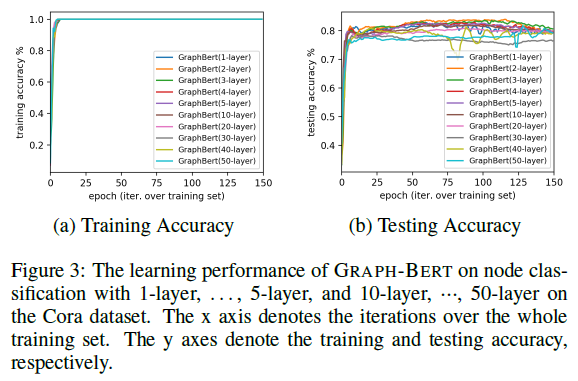 1.0
0.8
0.6
0.4
0.2
training accuracy %
GraphBert(1-layer)
GraphBert(2-layer)
GraphBert(3-layer)
GraphBert(4-layer)
GraphBert(5-layer)
GraphBert(10-layer)
GraphBert(20-layer)
GraphBert(30-layer)
GraphBert(40-layer)
GraphBert(50-layer)
0 25 50 75 100 125 150
epoch (iter. over training set)
(a) Training Accuracy
0.8
0.7
0.6
0.5
0.4
testing accuracy %
GraphBert(1-layer)
GraphBert(2-layer)
GraphBert(3-layer)
GraphBert(4-layer)
GraphBert(5-layer)
GraphBert(10-layer)
GraphBert(20-layer)
GraphBert(30-layer)
GraphBert(40-layer)
GraphBert(50-layer)
0 25 50 75 100 125 150
epoch (iter. over training set)
(b) Testing Accuracy
Figure 3: The learning performance of GRAPH-BERT on node clas-
sification with 1-layer, . . . , 5-layer, and 10-layer, ···, 50-layer on
the Cora dataset. The x axis denotes the iterations over the whole
training set. The y axes denote the training and testing accuracy,
respectively.